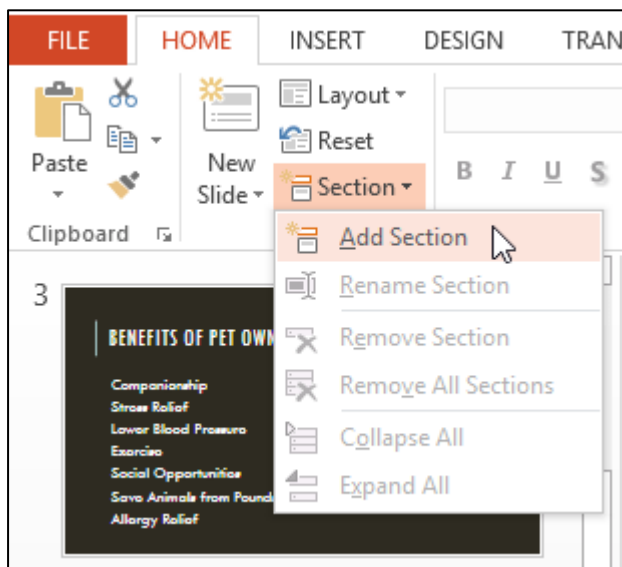 FILE HOME INSERT DESIGN TRAN
Layout
Reset
Section
Paste
New
Slide
B I U S
Clipboard
Add Section
Rename Section
Remove Section
Remove All Sections
Collapse All
Expand All
3
BENEFITS OF PET OWN
Companionship
Stress Relief
Lower Blood Pressure
Exercise
Social Opportunities
Save Animals from Pound
Allergy Relief